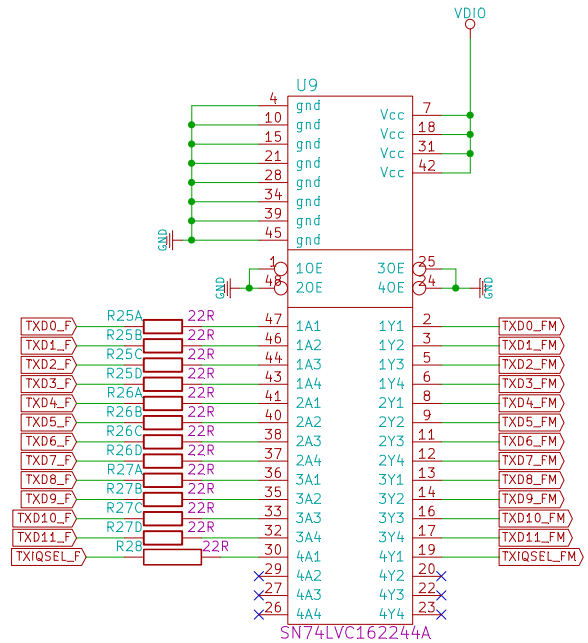 VDIO
U9
4 gnd
10 gnd Vcc 7
15 gnd Vcc 18
21 gnd Vcc 31
28 gnd Vcc 42
34 gnd
39 gnd
GND 45 gnd
1 1OE 3OE 25
GND 48 2OE 4OE 24 GND
TXD0_F R25A 22R 47 1A1 1Y1 2 TXD0_FM
TXD1_F R25B 22R 46 1A2 1Y2 3 TXD1_FM
TXD2_F R25C 22R 44 1A3 1Y3 5 TXD2_FM
TXD3_F R25D 22R 43 1A4 1Y4 6 TXD3_FM
TXD4_F R26A 22R 41 2A1 2Y1 8 TXD4_FM
TXD5_F R26B 22R 40 2A2 2Y2 9 TXD5_FM
TXD6_F R26C 22R 38 2A3 2Y3 11 TXD6_FM
TXD7_F R26D 22R 37 2A4 2Y4 12 TXD7_FM
TXD8_F R27A 22R 36 3A1 3Y1 13 TXD8_FM
TXD9_F R27B 22R 35 3A2 3Y2 14 TXD9_FM
TXD10_F R27C 22R 33 3A3 3Y3 16 TXD10_FM
TXD11_F R27D 22R 32 3A4 3Y4 17 TXD11_FM
TXIQSEL_F R28 22R 30 4A1 4Y1 19 TXIQSEL_FM
29 4A2 4Y2 20
27 4A3 4Y3 22
26 4A4 4Y4 23
SN74LVC162244A